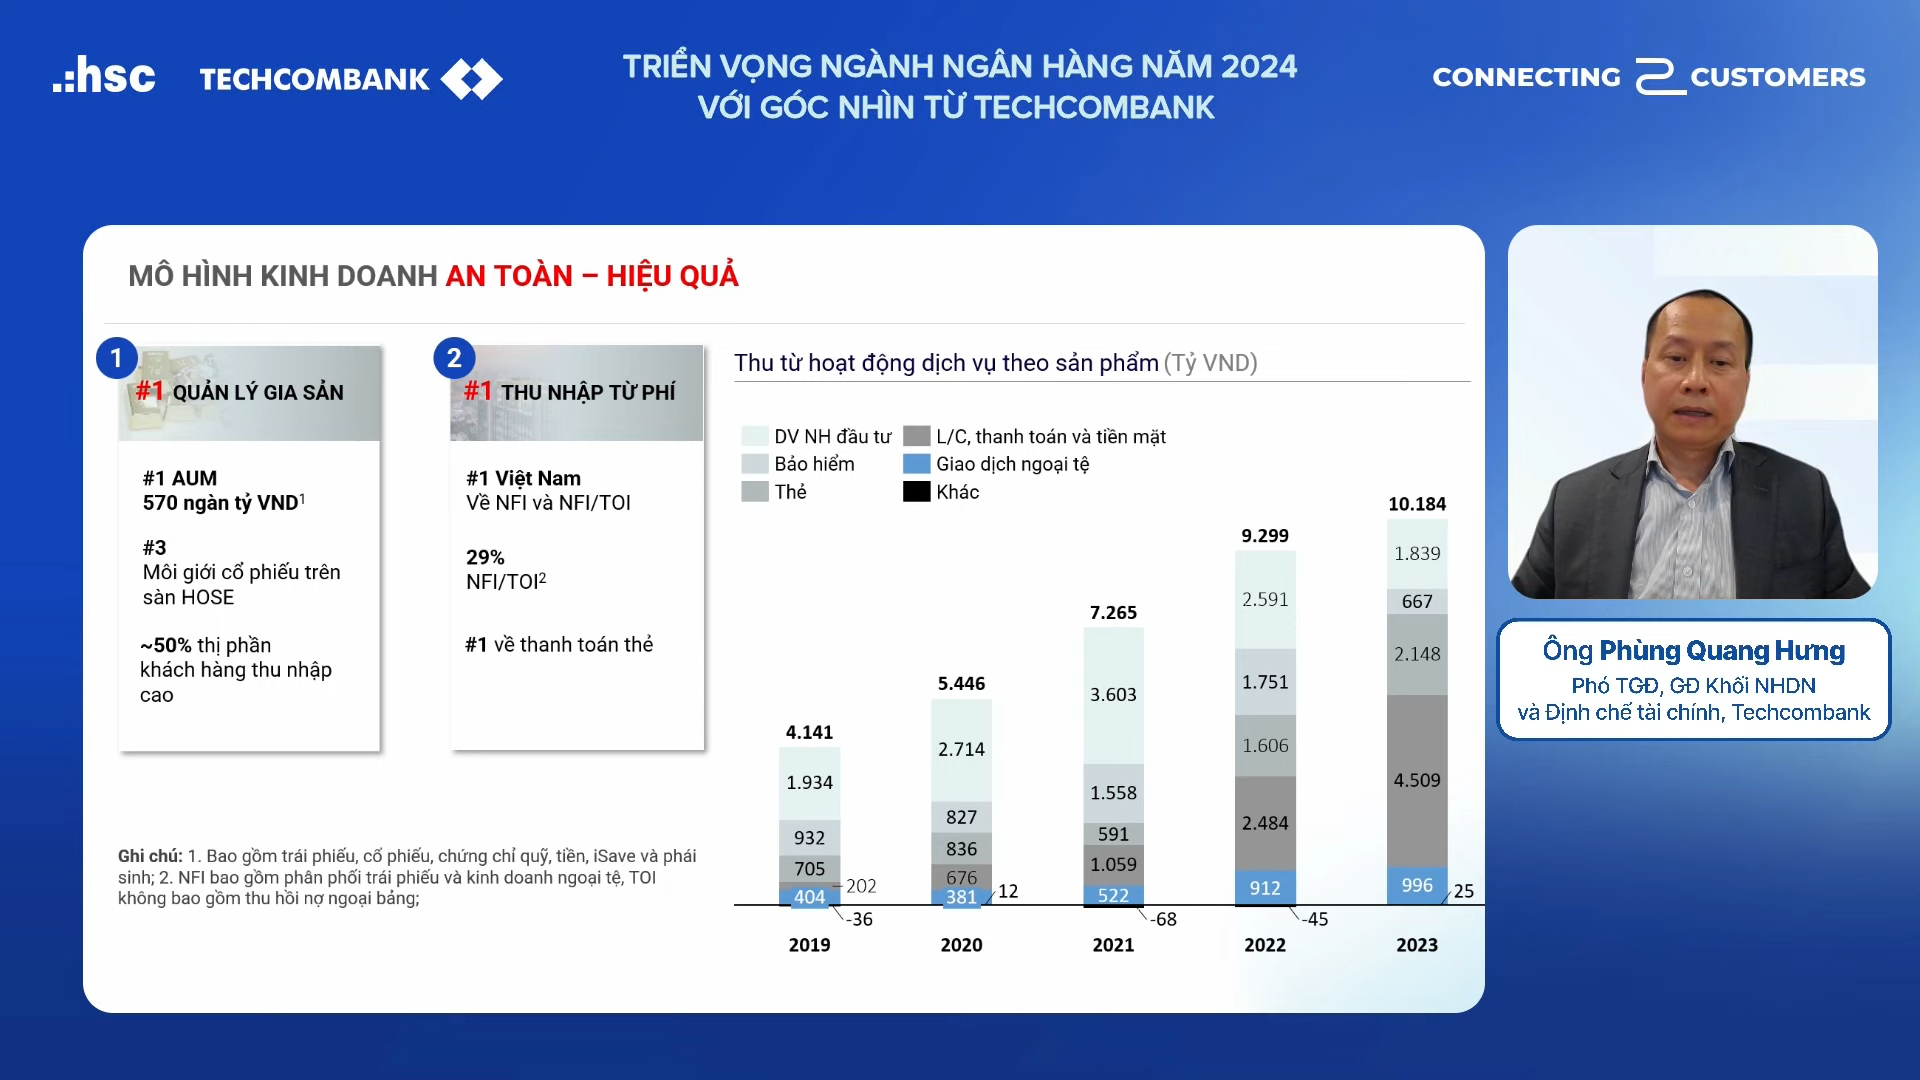 .:hsc
TECHCOMBANK
TRIỂN VỌNG NGÀNH NGÂN HÀNG NĂM 2024
VỚI GÓC NHÌN TỪ TECHCOMBANK
CONNECTING 2 CUSTOMERS
MÔ HÌNH KINH DOANH AN TOÀN – HIỆU QUẢ
1
#1 QUẢN LÝ GIA SẢN
#1 AUM
570 ngàn tỷ VND1
#3
Môi giới cổ phiếu trên
sàn HOSE
~50% thị phần
khách hàng thu nhập
cao
2
#1 THU NHẬP TỪ PHÍ
#1 Việt Nam
Về NFI và NFI/TOI
29%
NFI/TOI2
#1 về thanh toán thẻ
Ghi chú: 1. Bao gồm trái phiếu, cổ phiếu, chứng chỉ quỹ, tiền, iSave và phái
sinh; 2. NFI bao gồm phân phối trái phiếu và kinh doanh ngoại tệ, TOI
không bao gồm thu hồi nợ ngoại bảng;
Thu từ hoạt động dịch vụ theo sản phẩm (Tỷ VND)
DV NH đầu tư
Bảo hiểm
Thẻ
L/C, thanh toán và tiền mặt
Giao dịch ngoại tệ
Khác
4.141
1.934
932
705
202
404
-36
2019
5.446
2.714
827
836
676
381
12
2020
7.265
3.603
1.558
591
1.059
522
-68
2021
9.299
2.591
1.751
1.606
2.484
912
-45
2022
10.184
1.839
667
2.148
4.509
996
25
2023
Ông Phùng Quang Hưng
Phó TGĐ, GĐ Khối NHDN
và Định chế tài chính, Techcombank